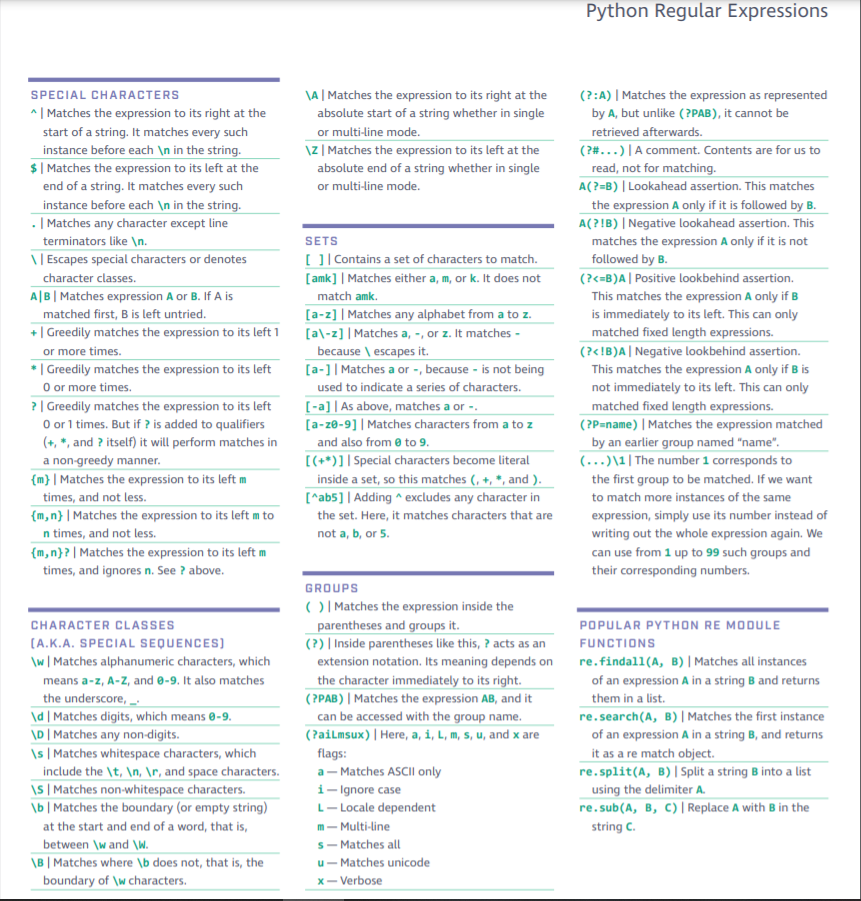 Python Regular Expressions
SPECIAL CHARACTERS
^ | Matches the expression to its right at the
start of a string. It matches every such
instance before each \n in the string.
$ | Matches the expression to its left at the
end of a string. It matches every such
instance before each \n in the string.
. | Matches any character except line
terminators like \n.
\ | Escapes special characters or denotes
character classes.
A|B | Matches expression A or B. If A is
matched first, B is left untried.
+ | Greedily matches the expression to its left 1
or more times.
* | Greedily matches the expression to its left
0 or more times.
? | Greedily matches the expression to its left
0 or 1 times. But if ? is added to qualifiers
(+, *, and ? itself) it will perform matches in
a non-greedy manner.
{m} | Matches the expression to its left m
times, and not less.
{m,n} | Matches the expression to its left m to
n times, and not less.
{m,n}? | Matches the expression to its left m
times, and ignores n. See ? above.
CHARACTER CLASSES
(A.K.A. SPECIAL SEQUENCES)
\w | Matches alphanumeric characters, which
means a-z, A-Z, and 0-9. It also matches
the underscore, _.
\d | Matches digits, which means 0-9.
\D | Matches any non-digits.
\s | Matches whitespace characters, which
include the \t, \n, \r, and space characters.
\S | Matches non-whitespace characters.
\b | Matches the boundary (or empty string)
at the start and end of a word, that is,
between \w and \W.
\B | Matches where \b does not, that is, the
boundary of \w characters.
\A | Matches the expression to its right at the
absolute start of a string whether in single
or multi-line mode.
\Z | Matches the expression to its left at the
absolute end of a string whether in single
or multi-line mode.
SETS
[ ] | Contains a set of characters to match.
[amk] | Matches either a, m, or k. It does not
match amk.
[a-z] | Matches any alphabet from a to z.
[a\-z] | Matches a, -, or z. It matches -
because \ escapes it.
[a-] | Matches a or -, because - is not being
used to indicate a series of characters.
[-a] | As above, matches a or -.
[a-z0-9] | Matches characters from a to z
and also from 0 to 9.
[(+*)] | Special characters become literal
inside a set, so this matches (, +, *, and ).
[^ab5] | Adding ^ excludes any character in
the set. Here, it matches characters that are
not a, b, or 5.
GROUPS
( ) | Matches the expression inside the
parentheses and groups it.
(?) | Inside parentheses like this, ? acts as an
extension notation. Its meaning depends on
the character immediately to its right.
(?PAB) | Matches the expression AB, and it
can be accessed with the group name.
(?aiLmsux) | Here, a, i, L, m, s, u, and x are
flags:
a — Matches ASCII only
i — Ignore case
L — Locale dependent
m — Multi-line
s — Matches all
u — Matches unicode
x — Verbose
(?:A) | Matches the expression as represented
by A, but unlike (?PAB), it cannot be
retrieved afterwards.
(?#...) | A comment. Contents are for us to
read, not for matching.
A(?=B) | Lookahead assertion. This matches
the expression A only if it is followed by B.
A(?!B) | Negative lookahead assertion. This
matches the expression A only if it is not
followed by B.
(?<=B)A | Positive lookbehind assertion.
This matches the expression A only if B
is immediately to its left. This can only
matched fixed length expressions.
(?<!B)A | Negative lookbehind assertion.
This matches the expression A only if B is
not immediately to its left. This can only
matched fixed length expressions.
(?P=name) | Matches the expression matched
by an earlier group named “name”.
(...)\1 | The number 1 corresponds to
the first group to be matched. If we want
to match more instances of the same
expression, simply use its number instead of
writing out the whole expression again. We
can use from 1 up to 99 such groups and
their corresponding numbers.
POPULAR PYTHON RE MODULE
FUNCTIONS
re.findall(A, B) | Matches all instances
of an expression A in a string B and returns
them in a list.
re.search(A, B) | Matches the first instance
of an expression A in a string B, and returns
it as a re match object.
re.split(A, B) | Split a string B into a list
using the delimiter A.
re.sub(A, B, C) | Replace A with B in the
string C.